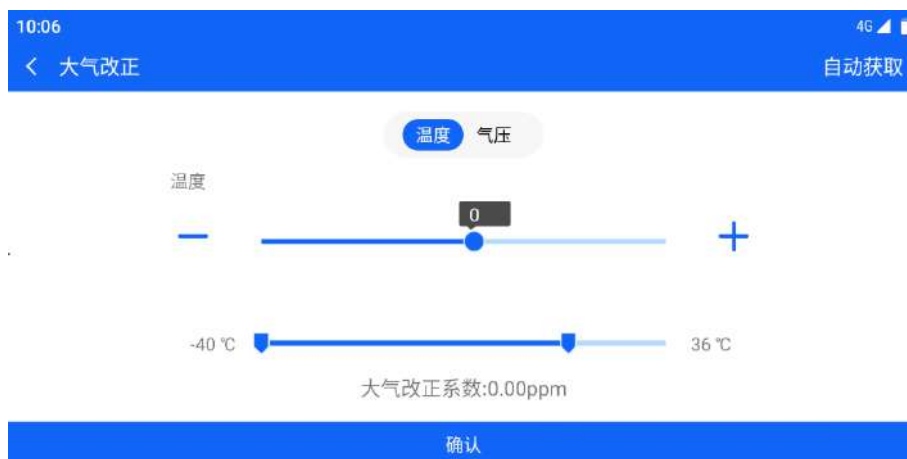 10:06 4G
大气改正 自动获取
温度 气压
温度
0
-40 ℃ 36 ℃
大气改正系数:0.00ppm
确认